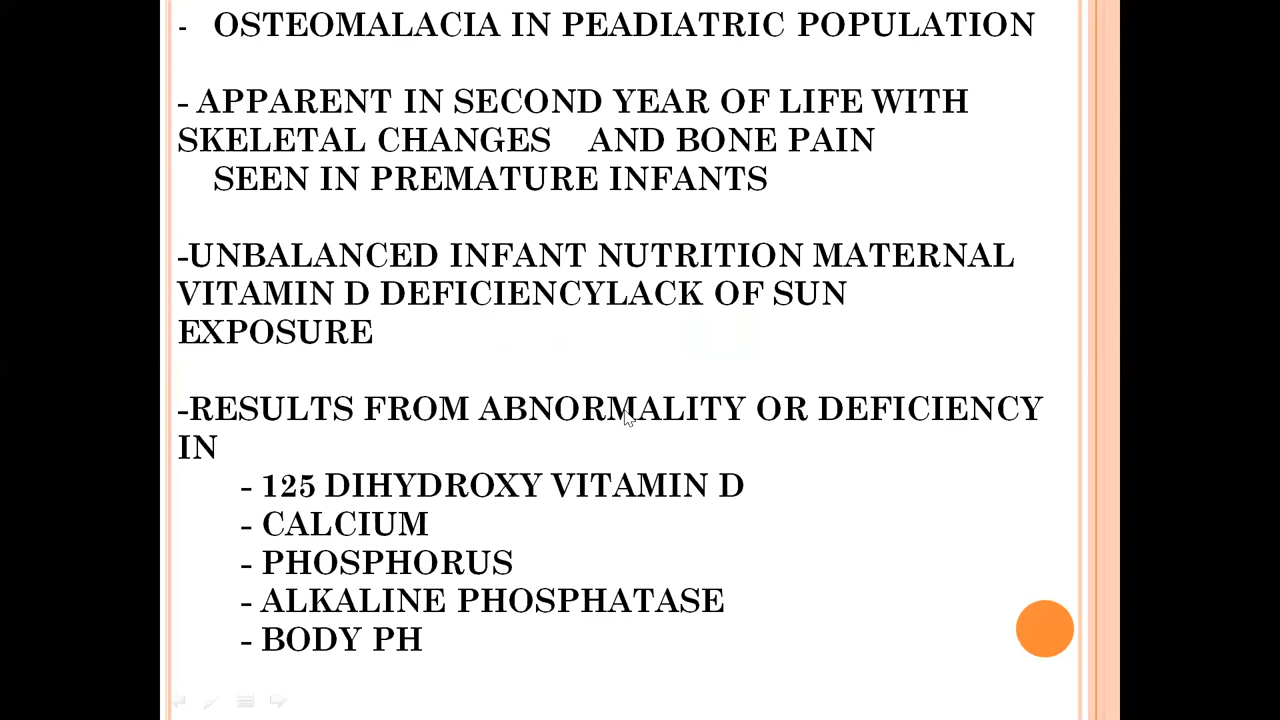 - OSTEOMALACIA IN PEADIATRIC POPULATION
- APPARENT IN SECOND YEAR OF LIFE WITH
SKELETAL CHANGES AND BONE PAIN
SEEN IN PREMATURE INFANTS
-UNBALANCED INFANT NUTRITION MATERNAL
VITAMIN D DEFICIENCYLACK OF SUN
EXPOSURE
-RESULTS FROM ABNORMALITY OR DEFICIENCY
IN
- 125 DIHYDROXY VITAMIN D
- CALCIUM
- PHOSPHORUS
- ALKALINE PHOSPHATASE
- BODY PH